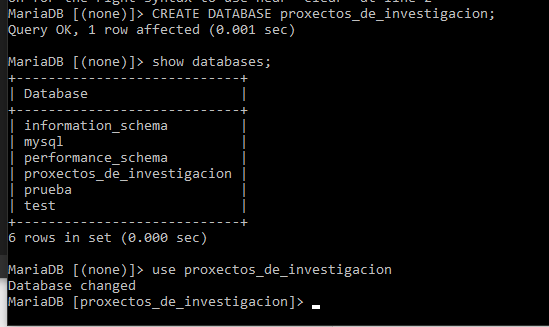 MariaDB [(none)]> CREATE DATABASE proxectos_de_investigacion;
Query OK, 1 row affected (0.001 sec)
MariaDB [(none)]> show databases;
+----------------------------+
| Database                   |
+----------------------------+
| information_schema         |
| mysql                      |
| performance_schema         |
| proxectos_de_investigacion |
| prueba                     |
| test                       |
+----------------------------+
6 rows in set (0.000 sec)
MariaDB [(none)]> use proxectos_de_investigacion
Database changed
MariaDB [proxectos_de_investigacion]>